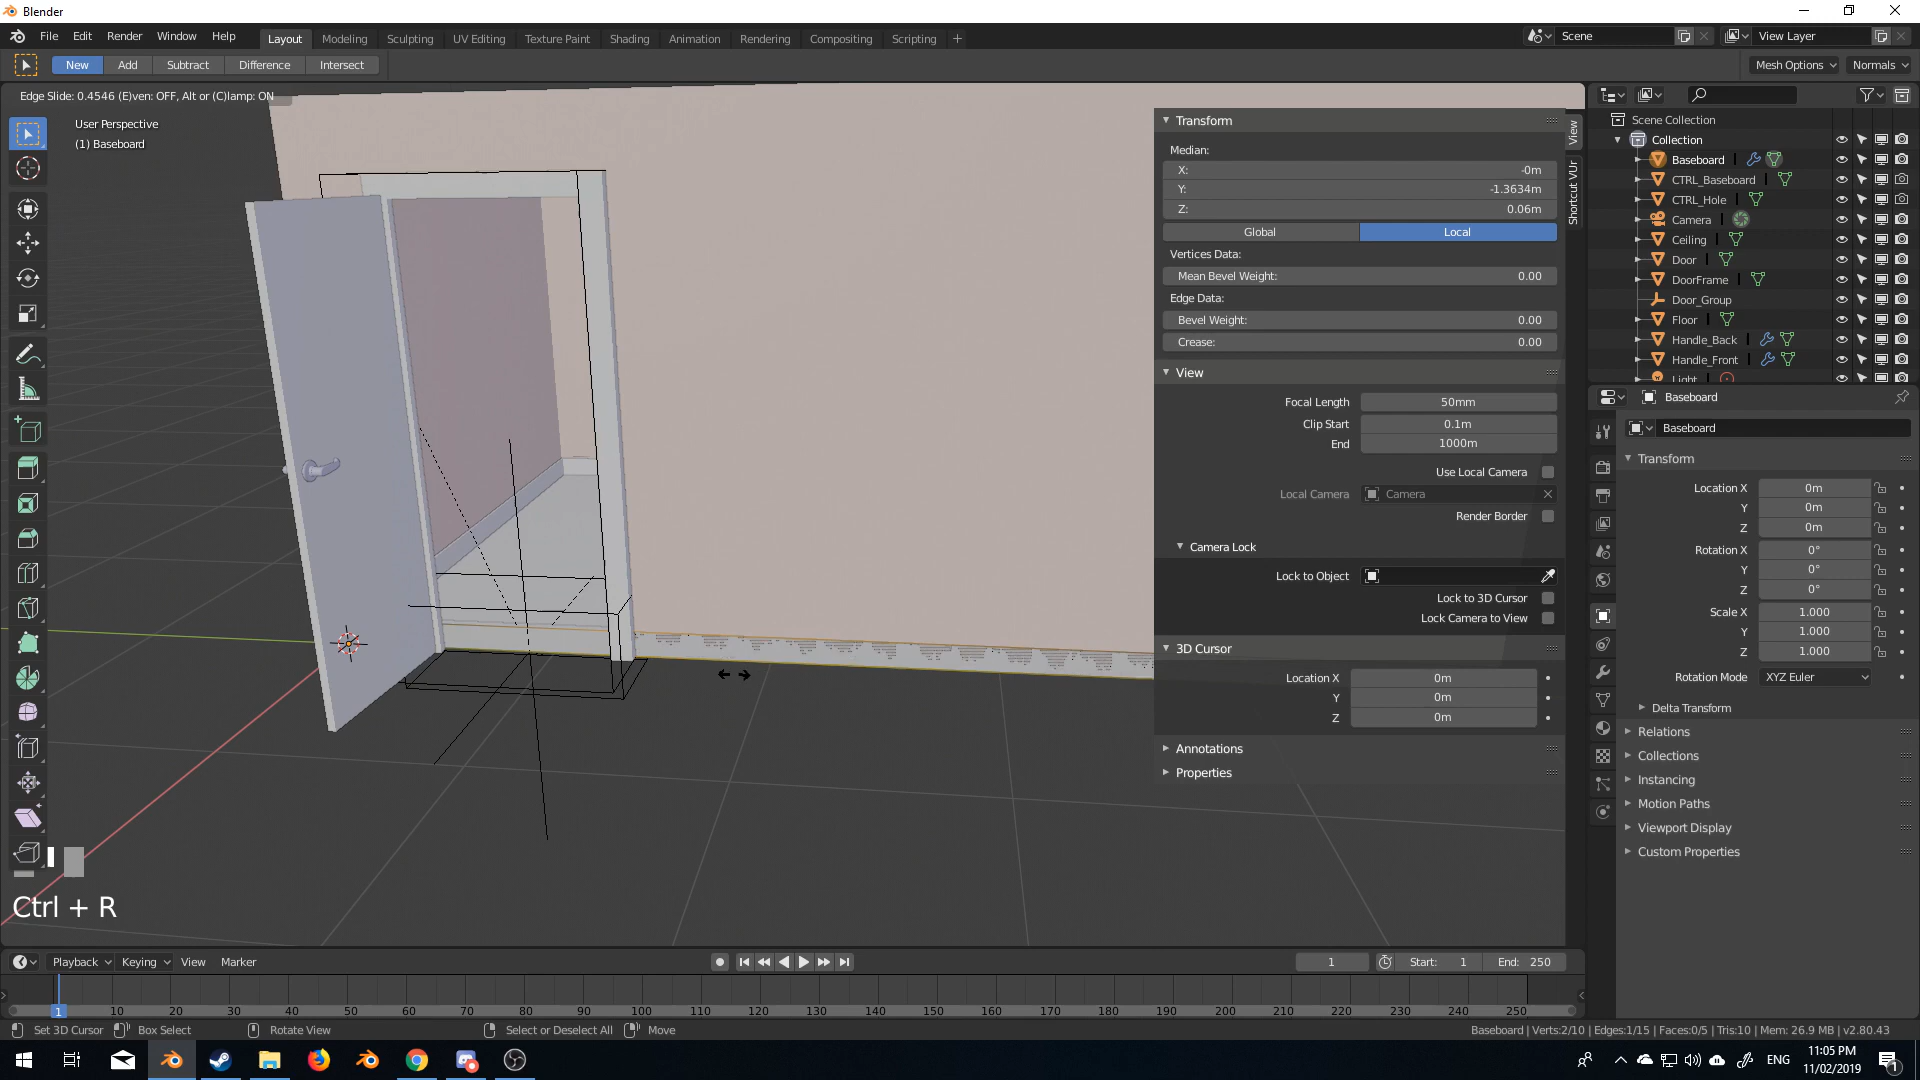 Blender
File Edit Render Window Help Layout Modeling Sculpting UV Editing Texture Paint Shading Animation Rendering Compositing Scripting + Scene View Layer
New Add Subtract Difference Intersect Mesh Options Normals
Edge Slide: 0.4546 (E)ven: OFF, Alt or (C)lamp: ON
User Perspective
(1) Baseboard
Transform
Median:
X: -0m
Y: -1.3634m
Z: 0.06m
Global Local
Vertices Data:
Mean Bevel Weight: 0.00
Edge Data:
Bevel Weight: 0.00
Crease: 0.00
View
Focal Length 50mm
Clip Start 0.1m
End 1000m
Use Local Camera
Local Camera Camera
Render Border
Camera Lock
Lock to Object
Lock to 3D Cursor
Lock Camera to View
3D Cursor
Location X 0m
Y 0m
Z 0m
Annotations
Properties
View
Shortcut VUr
Scene Collection
Collection
Baseboard
CTRL_Baseboard
CTRL_Hole
Camera
Ceiling
Door
DoorFrame
Door_Group
Floor
Handle_Back
Handle_Front
Light
Baseboard
Baseboard
Transform
Location X 0m
Y 0m
Z 0m
Rotation X 0°
Y 0°
Z 0°
Scale X 1.000
Y 1.000
Z 1.000
Rotation Mode XYZ Euler
Delta Transform
Relations
Collections
Instancing
Motion Paths
Viewport Display
Custom Properties
Ctrl + R
Playback Keying View Marker 1 Start: 1 End: 250
1 10 20 30 40 50 60 70 80 90 100 110 120 130 140 150 160 170 180 190 200 210 220 230 240 250
Set 3D Cursor Box Select Rotate View Select or Deselect All Move Baseboard | Verts:2/10 | Edges:1/15 | Faces:0/5 | Tris:10 | Mem: 26.9 MB | v2.80.43
ENG 11:05 PM
11/02/2019
1